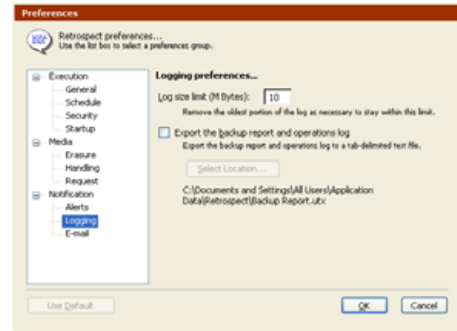 Preferences
Retrospect preferences...
Use the list box to select a preferences group.
Execution
General
Schedule
Security
Startup
Media
Erasure
Handling
Request
Notification
Alerts
Logging
E-mail
Logging preferences...
Log size limit (M Bytes): 10
Remove the oldest portion of the log as necessary to stay within this limit.
Export the backup report and operations log
Export the backup report and operations log to a tab-delimited text file.
Select Location...
C:\Documents and Settings\All Users\Application
Data\Retrospect\Backup Report.utx
Use Default
OK
Cancel